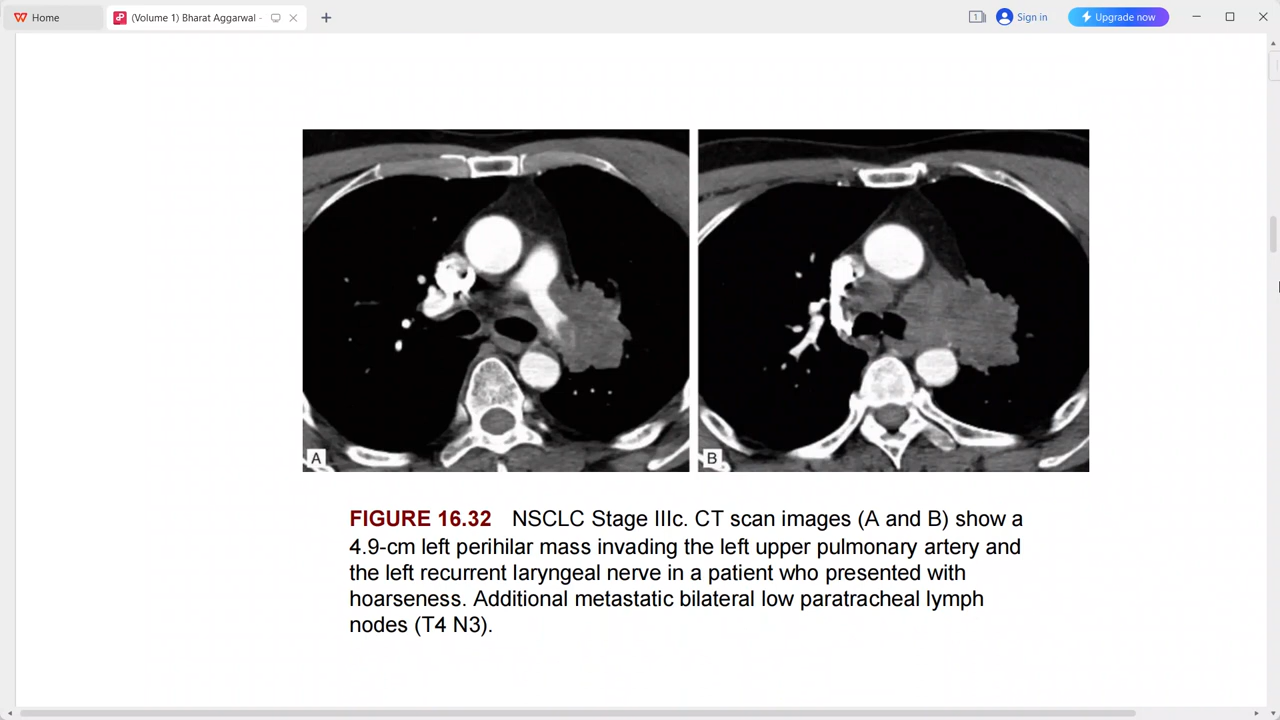 Home
(Volume 1) Bharat Aggarwal -
1
Sign in
Upgrade now
A
B
FIGURE 16.32 NSCLC Stage IIIc. CT scan images (A and B) show a
4.9-cm left perihilar mass invading the left upper pulmonary artery and
the left recurrent laryngeal nerve in a patient who presented with
hoarseness. Additional metastatic bilateral low paratracheal lymph
nodes (T4 N3).